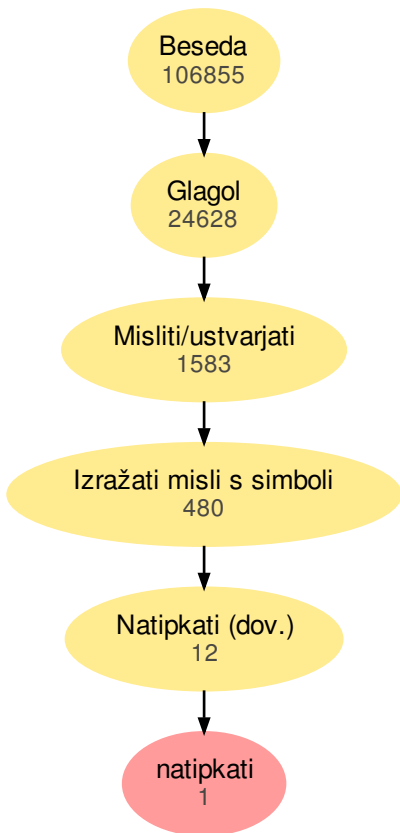 Beseda
106855
Glagol
24628
Misliti/ustvarjati
1583
Izražati misli s simboli
480
Natipkati (dov.)
12
natipkati
1